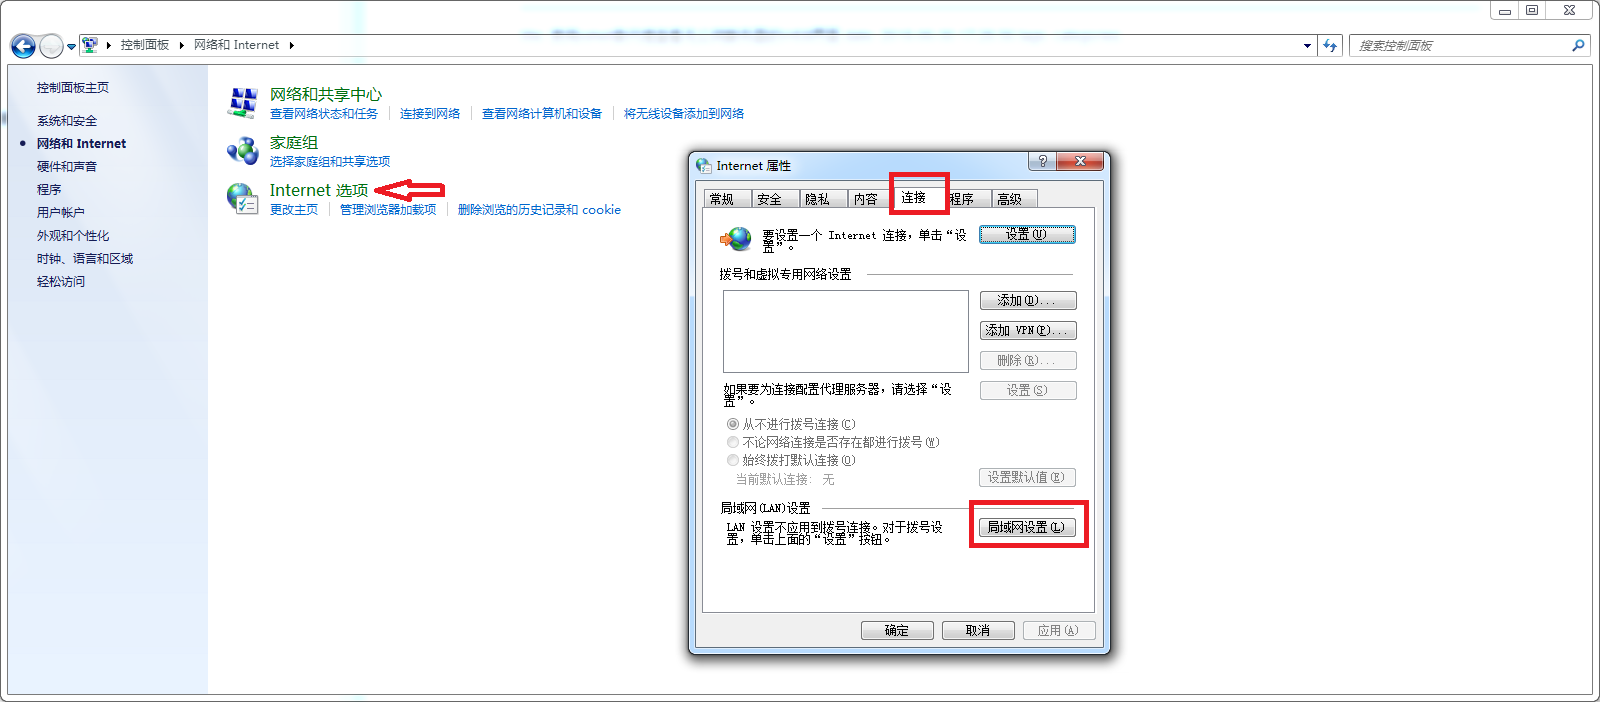 控制面板 ▸ 网络和 Internet ▸
搜索控制面板
控制面板主页
系统和安全
网络和 Internet
硬件和声音
程序
用户帐户
外观和个性化
时钟、语言和区域
轻松访问
网络和共享中心
查看网络状态和任务 连接到网络 查看网络计算机和设备 将无线设备添加到网络
家庭组
选择家庭组和共享选项
Internet 选项
更改主页 管理浏览器加载项 删除浏览的历史记录和 cookie
Internet 属性
常规 安全 隐私 内容 连接 程序 高级
要设置一个 Internet 连接，单击“设
置”。
设置(U)
拨号和虚拟专用网络设置
添加(D)...
添加 VPN(P)...
删除(R)...
设置(S)
如果要为连接配置代理服务器，请选择“设
置”。
从不进行拨号连接(C)
不论网络连接是否存在都进行拨号(W)
始终拨打默认连接(O)
当前默认连接： 无
设置默认值(E)
局域网(LAN)设置
LAN 设置不应用到拨号连接。对于拨号设
置，单击上面的“设置”按钮。
局域网设置(L)
确定 取消 应用(A)